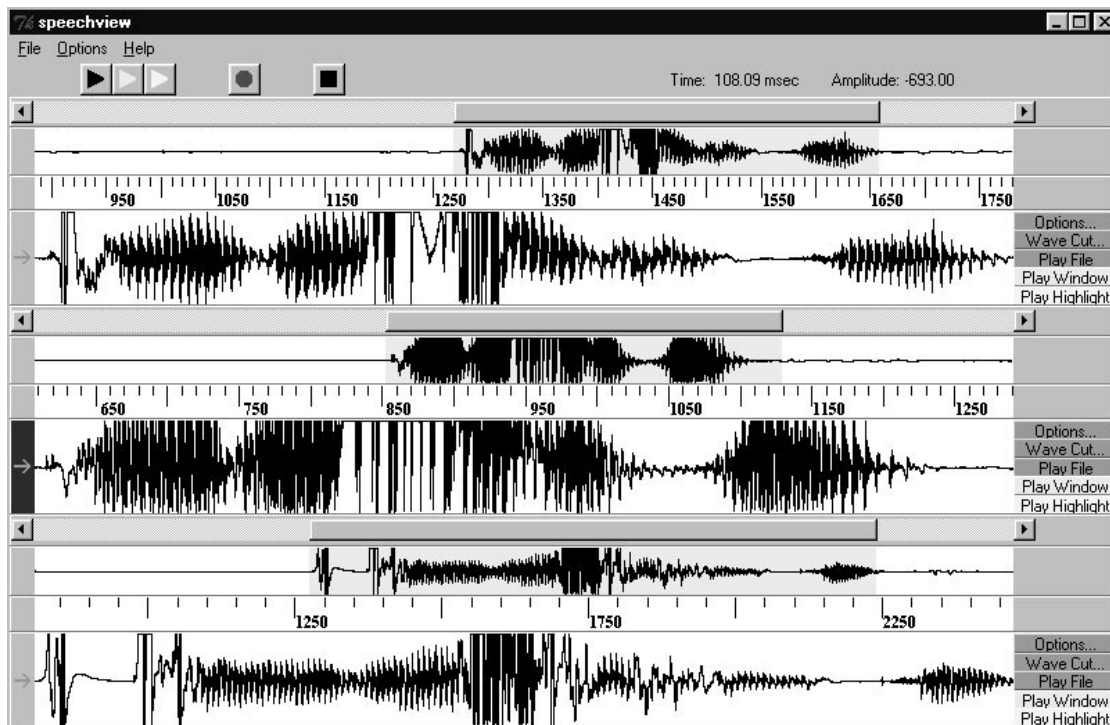 7% speechview
File Options Help
Time: 108.09 msec Amplitude: -693.00
950 1050 1150 1250 1350 1450 1550 1650 1750
Options...
Wave Cut...
Play File
Play Window
Play Highlight
650 750 850 950 1050 1150 1250
Options...
Wave Cut...
Play File
Play Window
Play Highlight
1250 1750 2250
Options...
Wave Cut...
Play File
Play Window
Play Highlight